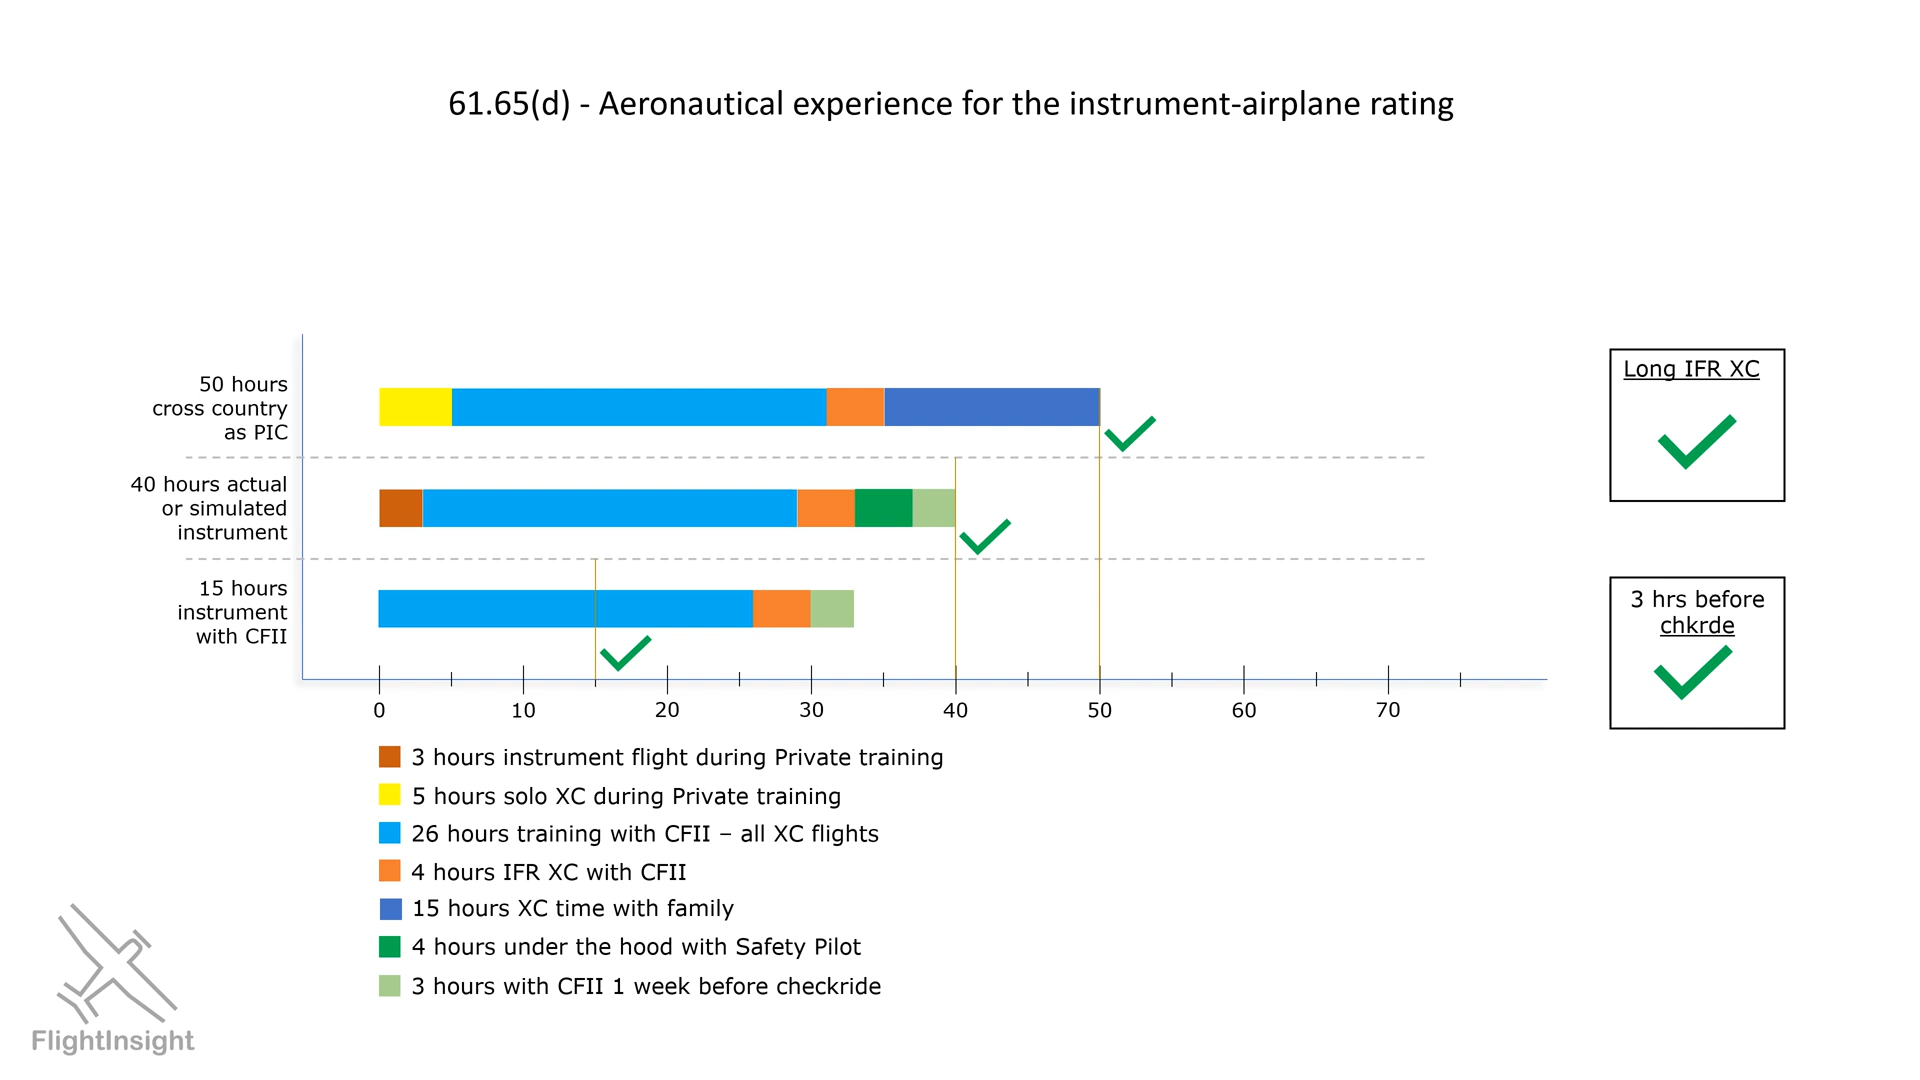 61.65(d) - Aeronautical experience for the instrument-airplane rating
50 hours
cross country
as PIC
40 hours actual
or simulated
instrument
15 hours
instrument
with CFII
Long IFR XC
3 hrs before
chkrde
0 10 20 30 40 50 60 70
3 hours instrument flight during Private training
5 hours solo XC during Private training
26 hours training with CFII – all XC flights
4 hours IFR XC with CFII
15 hours XC time with family
4 hours under the hood with Safety Pilot
3 hours with CFII 1 week before checkride
FlightInsight